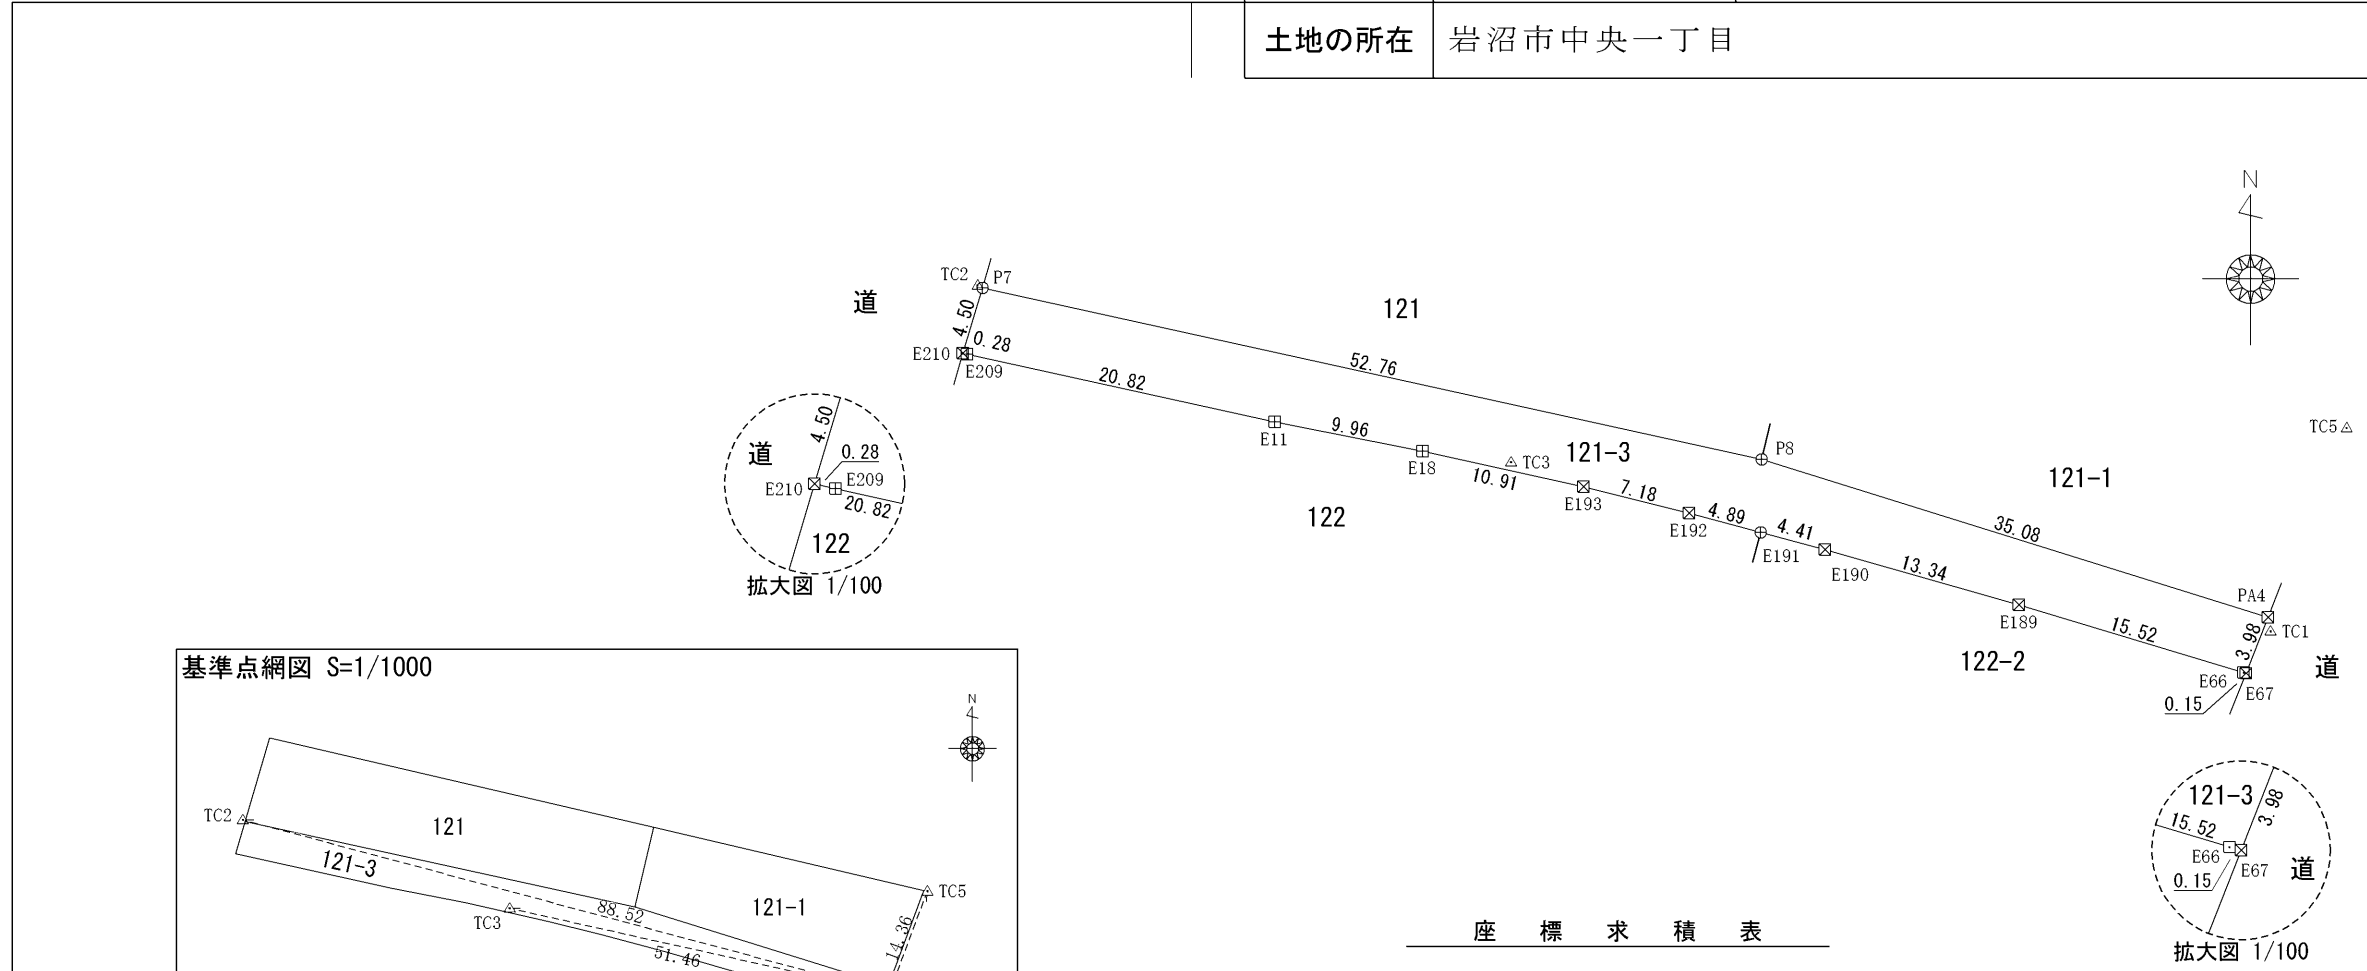 土地の所在 岩沼市中央一丁目
N
TC2 P7
道
4.50
121
E210 0.28
E209
52.76
20.82
TC5
E11
9.96
P8
121-3
E18
TC3
10.91
121-1
E193
7.18
122
E192
4.89
4.41
35.08
E191
E190
13.34
PA4
TC1
E189
15.52
3.98
122-2
道
E66
E67
0.15
4.50
道
0.28
E210 E209
20.82
122
拡大図 1/100
基準点網図 S=1/1000
N
TC2
121
121-3
TC5
TC3
88.52
121-1
14.36
51.46
座標求積表
121-3
3.98
15.52
E66
E67
0.15
道
拡大図 1/100